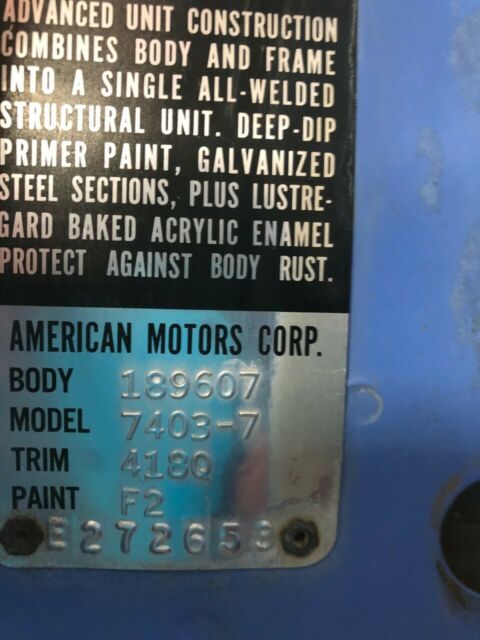 ADVANCED UNIT CONSTRUCTION
COMBINES BODY AND FRAME
INTO A SINGLE ALL-WELDED
STRUCTURAL UNIT. DEEP-DIP
PRIMER PAINT, GALVANIZED
STEEL SECTIONS, PLUS LUSTRE-
GARD BAKED ACRYLIC ENAMEL
PROTECT AGAINST BODY RUST.
AMERICAN MOTORS CORP.
BODY 189607
MODEL 7403-7
TRIM 418Q
PAINT F2
E272653